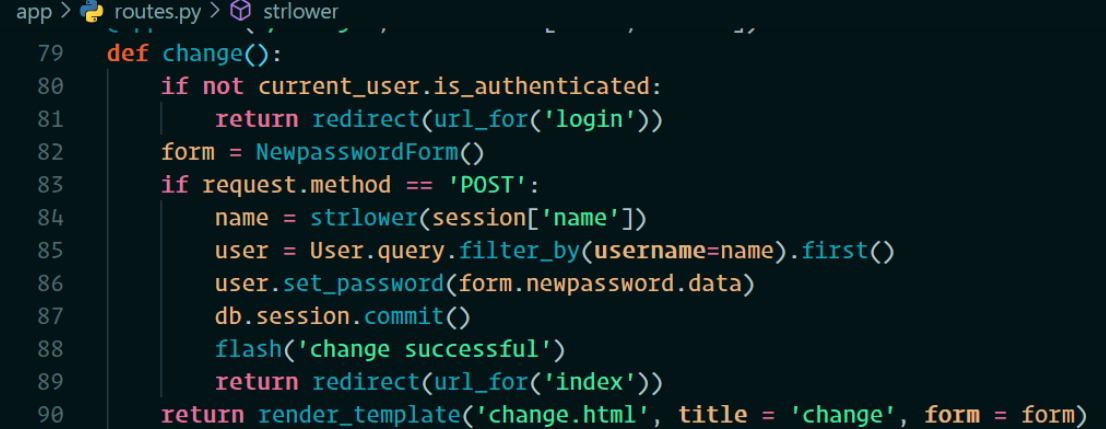 app > routes.py > strlower
79 def change():
80 if not current_user.is_authenticated:
81 return redirect(url_for('login'))
82 form = NewpasswordForm()
83 if request.method == 'POST':
84 name = strlower(session['name'])
85 user = User.query.filter_by(username=name).first()
86 user.set_password(form.newpassword.data)
87 db.session.commit()
88 flash('change successful')
89 return redirect(url_for('index'))
90 return render_template('change.html', title = 'change', form = form)